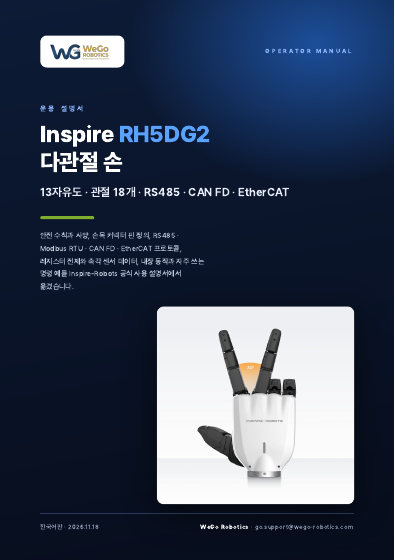 WG WeGo
ROBOTICS
OPERATOR MANUAL
운용 설명서
Inspire RH5DG2
다관절 손
13자유도 · 관절 18개 · RS485 · CAN FD · EtherCAT
안전 수칙과 사양, 손목 커넥터 핀 정의, RS485 ·
Modbus RTU · CAN FD · EtherCAT 프로토콜,
레지스터 전체와 촉각 센서 데이터, 내장 동작과 자주 쓰는
명령 예를 Inspire-Robots 공식 사용 설명서에서
옮겼습니다.
INSPIRE-ROBOTS
한국어판 · 2026.11.18
WeGo Robotics · go.support@wego-robotics.com